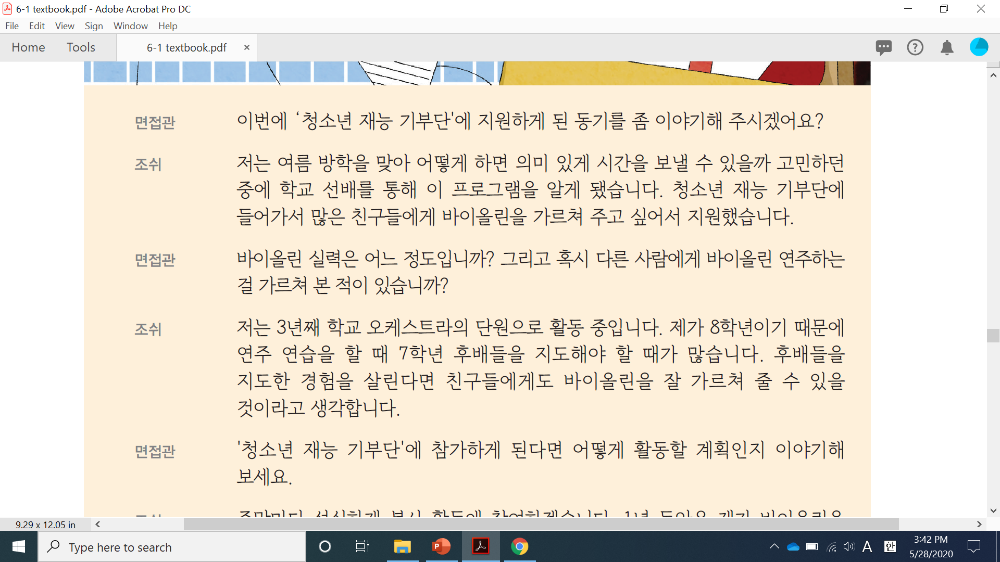 6-1 textbook.pdf - Adobe Acrobat Pro DC
File Edit View Sign Window Help
Home Tools 6-1 textbook.pdf ×
면접관 이번에 ‘청소년 재능 기부단'에 지원하게 된 동기를 좀 이야기해 주시겠어요?
조쉬 저는 여름 방학을 맞아 어떻게 하면 의미 있게 시간을 보낼 수 있을까 고민하던
중에 학교 선배를 통해 이 프로그램을 알게 됐습니다. 청소년 재능 기부단에
들어가서 많은 친구들에게 바이올린을 가르쳐 주고 싶어서 지원했습니다.
면접관 바이올린 실력은 어느 정도입니까? 그리고 혹시 다른 사람에게 바이올린 연주하는
걸 가르쳐 본 적이 있습니까?
조쉬 저는 3년째 학교 오케스트라의 단원으로 활동 중입니다. 제가 8학년이기 때문에
연주 연습을 할 때 7학년 후배들을 지도해야 할 때가 많습니다. 후배들을
지도한 경험을 살린다면 친구들에게도 바이올린을 잘 가르쳐 줄 수 있을
것이라고 생각합니다.
면접관 '청소년 재능 기부단'에 참가하게 된다면 어떻게 활동할 계획인지 이야기해
보세요.
9.29 x 12.05 in
Type here to search
A 한 3:42 PM
5/28/2020